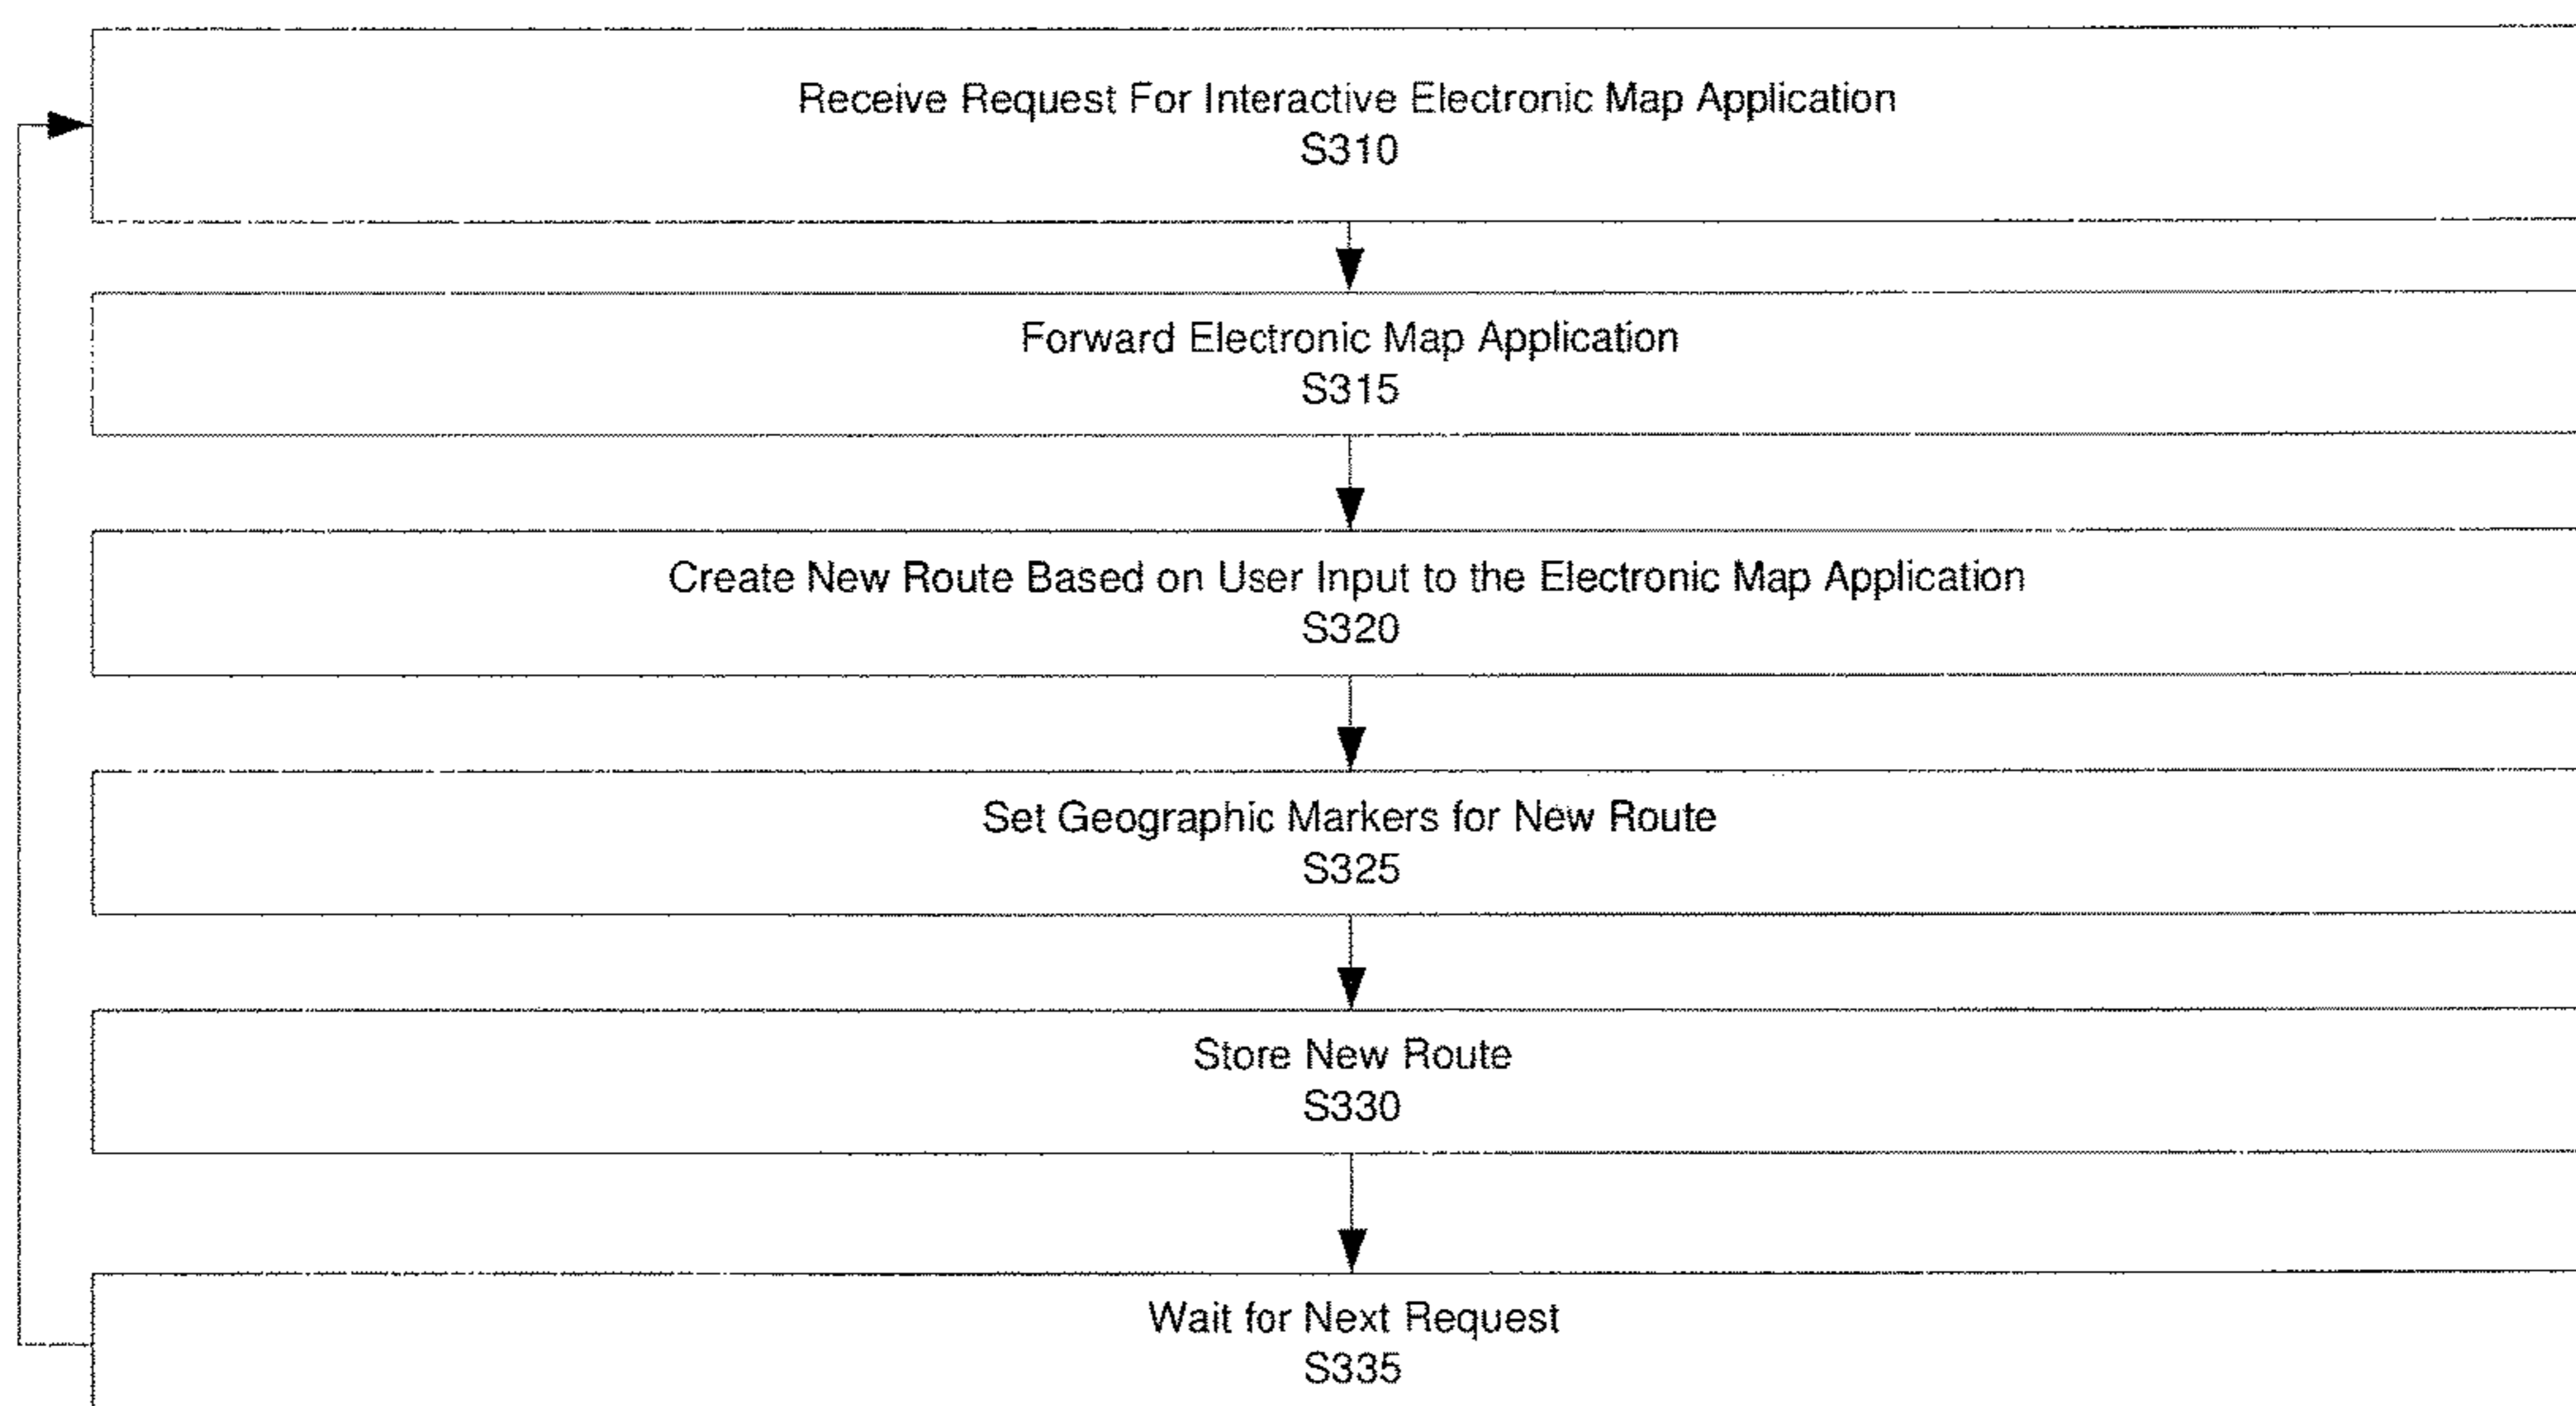 Receive Request For Interactive Electronic Map Application
S310
Forward Electronic Map Application
S315
Create New Route Based on User Input to the Electronic Map Application
S320
Set Geographic Markers for New Route
S325
Store New Route
S330
Wait for Next Request
S335